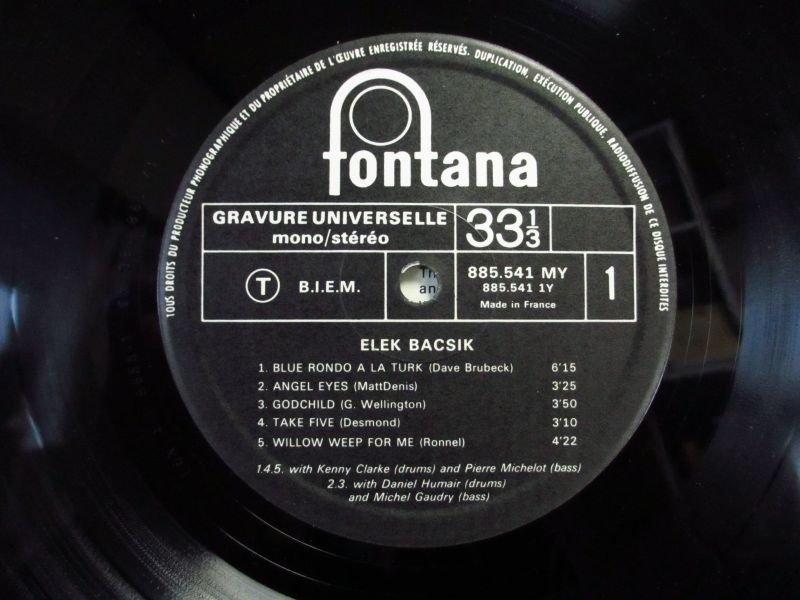 TOUS DROITS DU PRODUCTEUR PHONOGRAPHIQUE ET DU PROPRIÉTAIRE DE L'ŒUVRE ENREGISTRÉE RÉSERVÉS. DUPLICATION, EXÉCUTION PUBLIQUE, RADIODIFFUSION DE CE DISQUE INTERDITES
fontana
GRAVURE UNIVERSELLE
mono/stéréo
33 1/3
T B.I.E.M.
885.541 MY
885.541 1Y
Made in France
1
ELEK BACSIK
1. BLUE RONDO A LA TURK (Dave Brubeck) 6'15
2. ANGEL EYES (MattDenis) 3'25
3. GODCHILD (G. Wellington) 3'50
4. TAKE FIVE (Desmond) 3'10
5. WILLOW WEEP FOR ME (Ronnel) 4'22
1.4.5. with Kenny Clarke (drums) and Pierre Michelot (bass)
2.3. with Daniel Humair (drums)
and Michel Gaudry (bass)